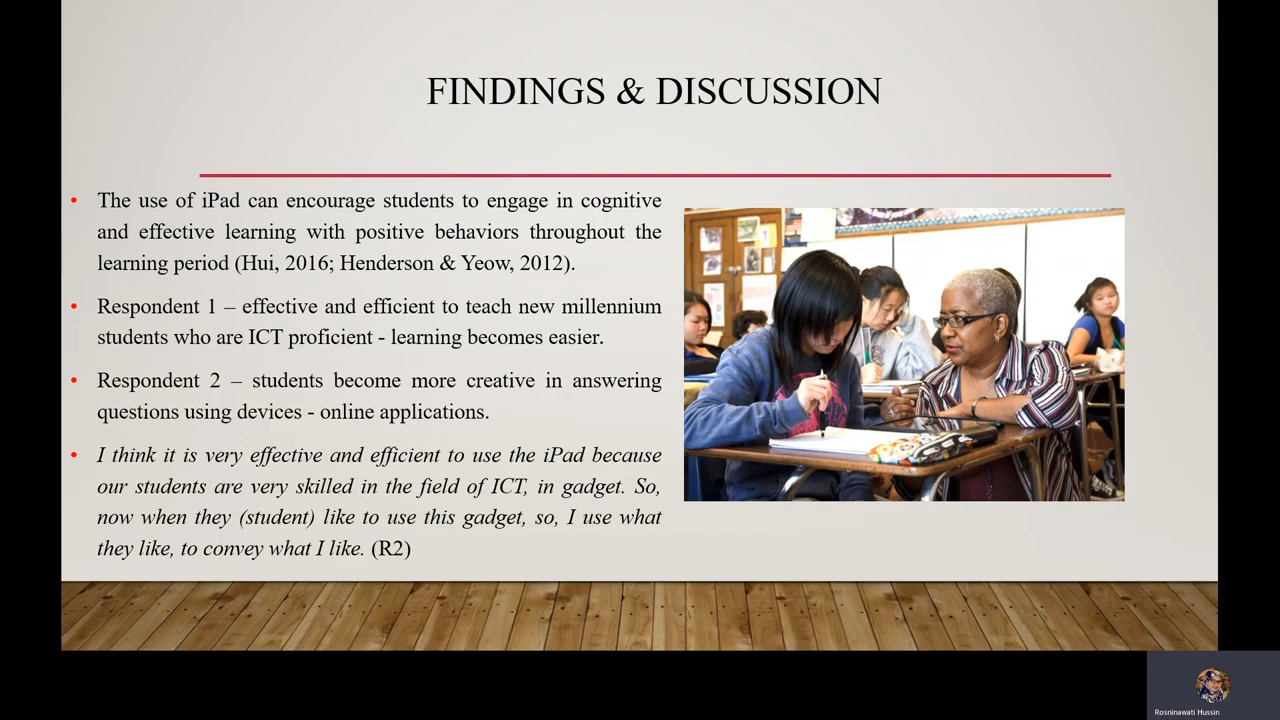 FINDINGS & DISCUSSION
• The use of iPad can encourage students to engage in cognitive
and effective learning with positive behaviors throughout the
learning period (Hui, 2016; Henderson & Yeow, 2012).
• Respondent 1 – effective and efficient to teach new millennium
students who are ICT proficient - learning becomes easier.
• Respondent 2 – students become more creative in answering
questions using devices - online applications.
• I think it is very effective and efficient to use the iPad because
our students are very skilled in the field of ICT, in gadget. So,
now when they (student) like to use this gadget, so, I use what
they like, to convey what I like. (R2)
Rosninawati Hussin